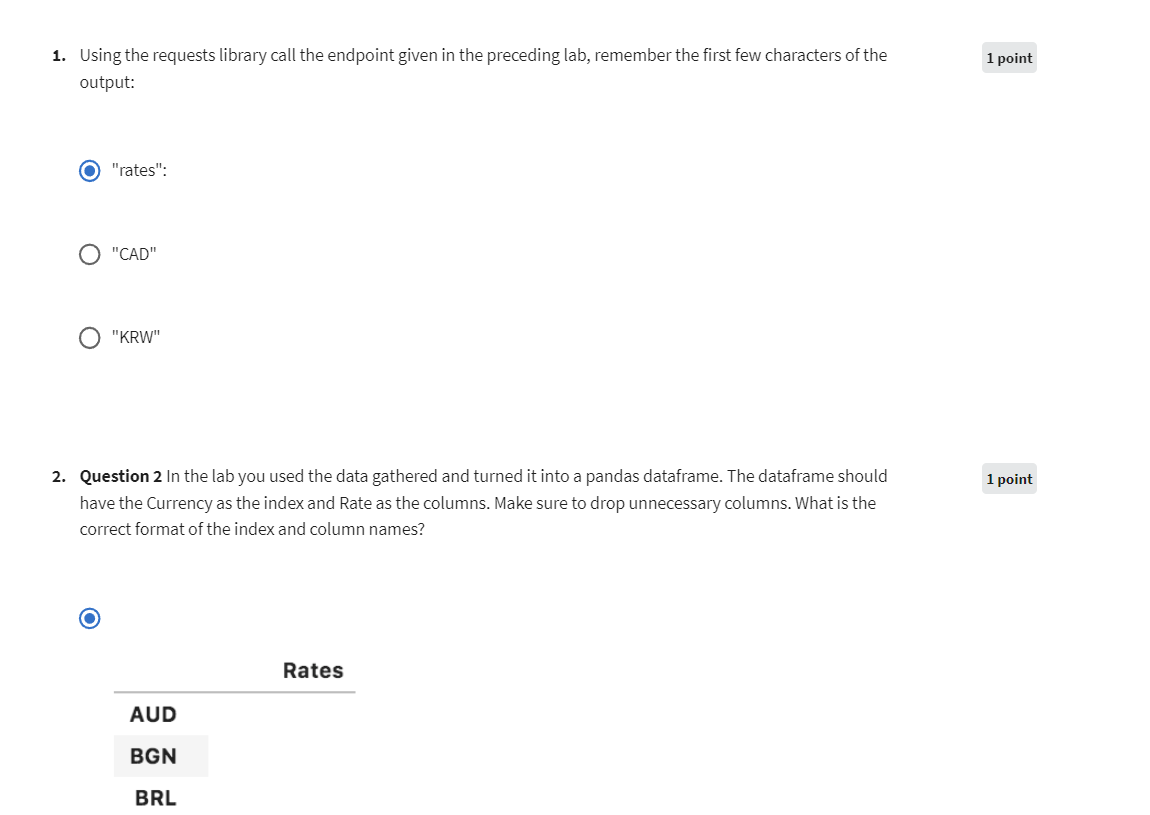 1. Using the requests library call the endpoint given in the preceding lab, remember the first few characters of the
output:
1 point
"rates":
"CAD"
"KRW"
2. Question 2 In the lab you used the data gathered and turned it into a pandas dataframe. The dataframe should
have the Currency as the index and Rate as the columns. Make sure to drop unnecessary columns. What is the
correct format of the index and column names?
1 point
Rates
AUD
BGN
BRL